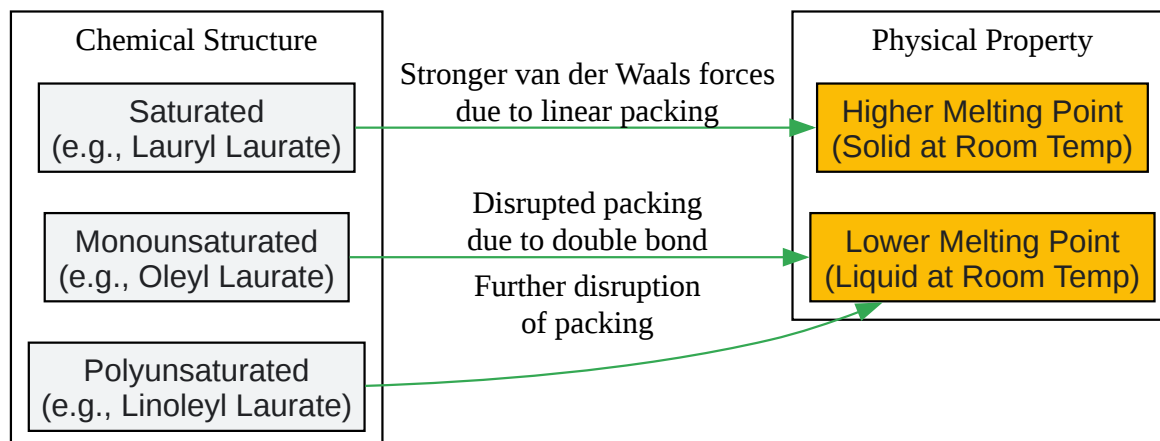 Chemical Structure
Physical Property
Saturated
(e.g., Lauryl Laurate)
Stronger van der Waals forces
due to linear packing
Higher Melting Point
(Solid at Room Temp)
Monounsaturated
(e.g., Oleyl Laurate)
Disrupted packing
due to double bond
Lower Melting Point
(Liquid at Room Temp)
Further disruption
of packing
Polyunsaturated
(e.g., Linoleyl Laurate)